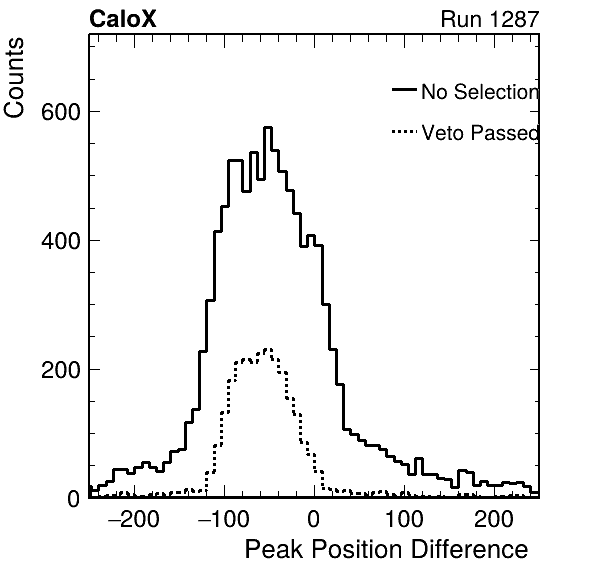 CaloX Run 1287
Counts
No Selection
Veto Passed
600
400
200
0
−200 −100 0 100 200
Peak Position Difference